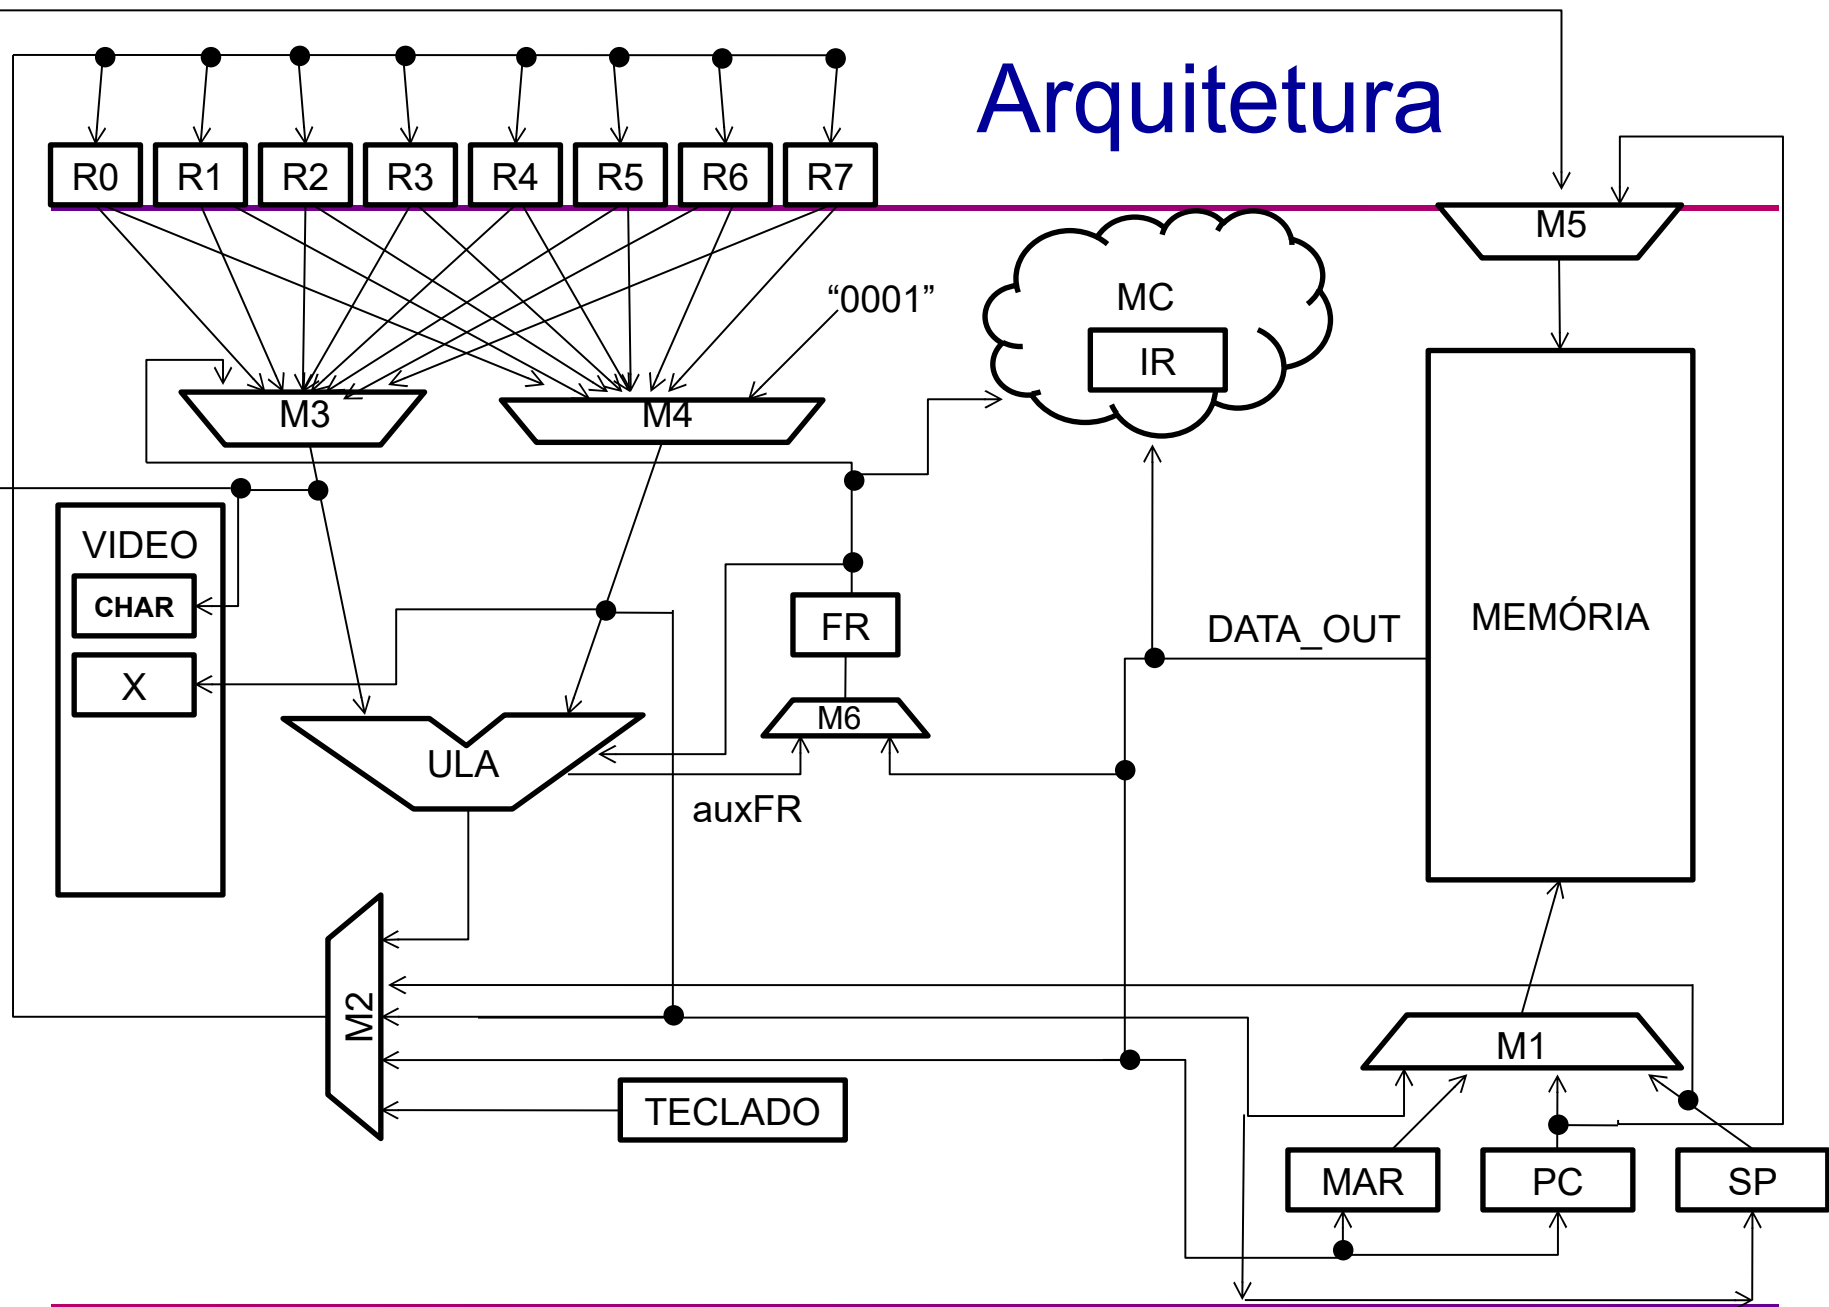 Arquitetura
R0 R1 R2 R3 R4 R5 R6 R7
M5
“0001”
MC
IR
M3
M4
VIDEO
CHAR
X
FR
DATA_OUT
MEMÓRIA
M6
ULA
auxFR
M2
M1
TECLADO
MAR
PC
SP